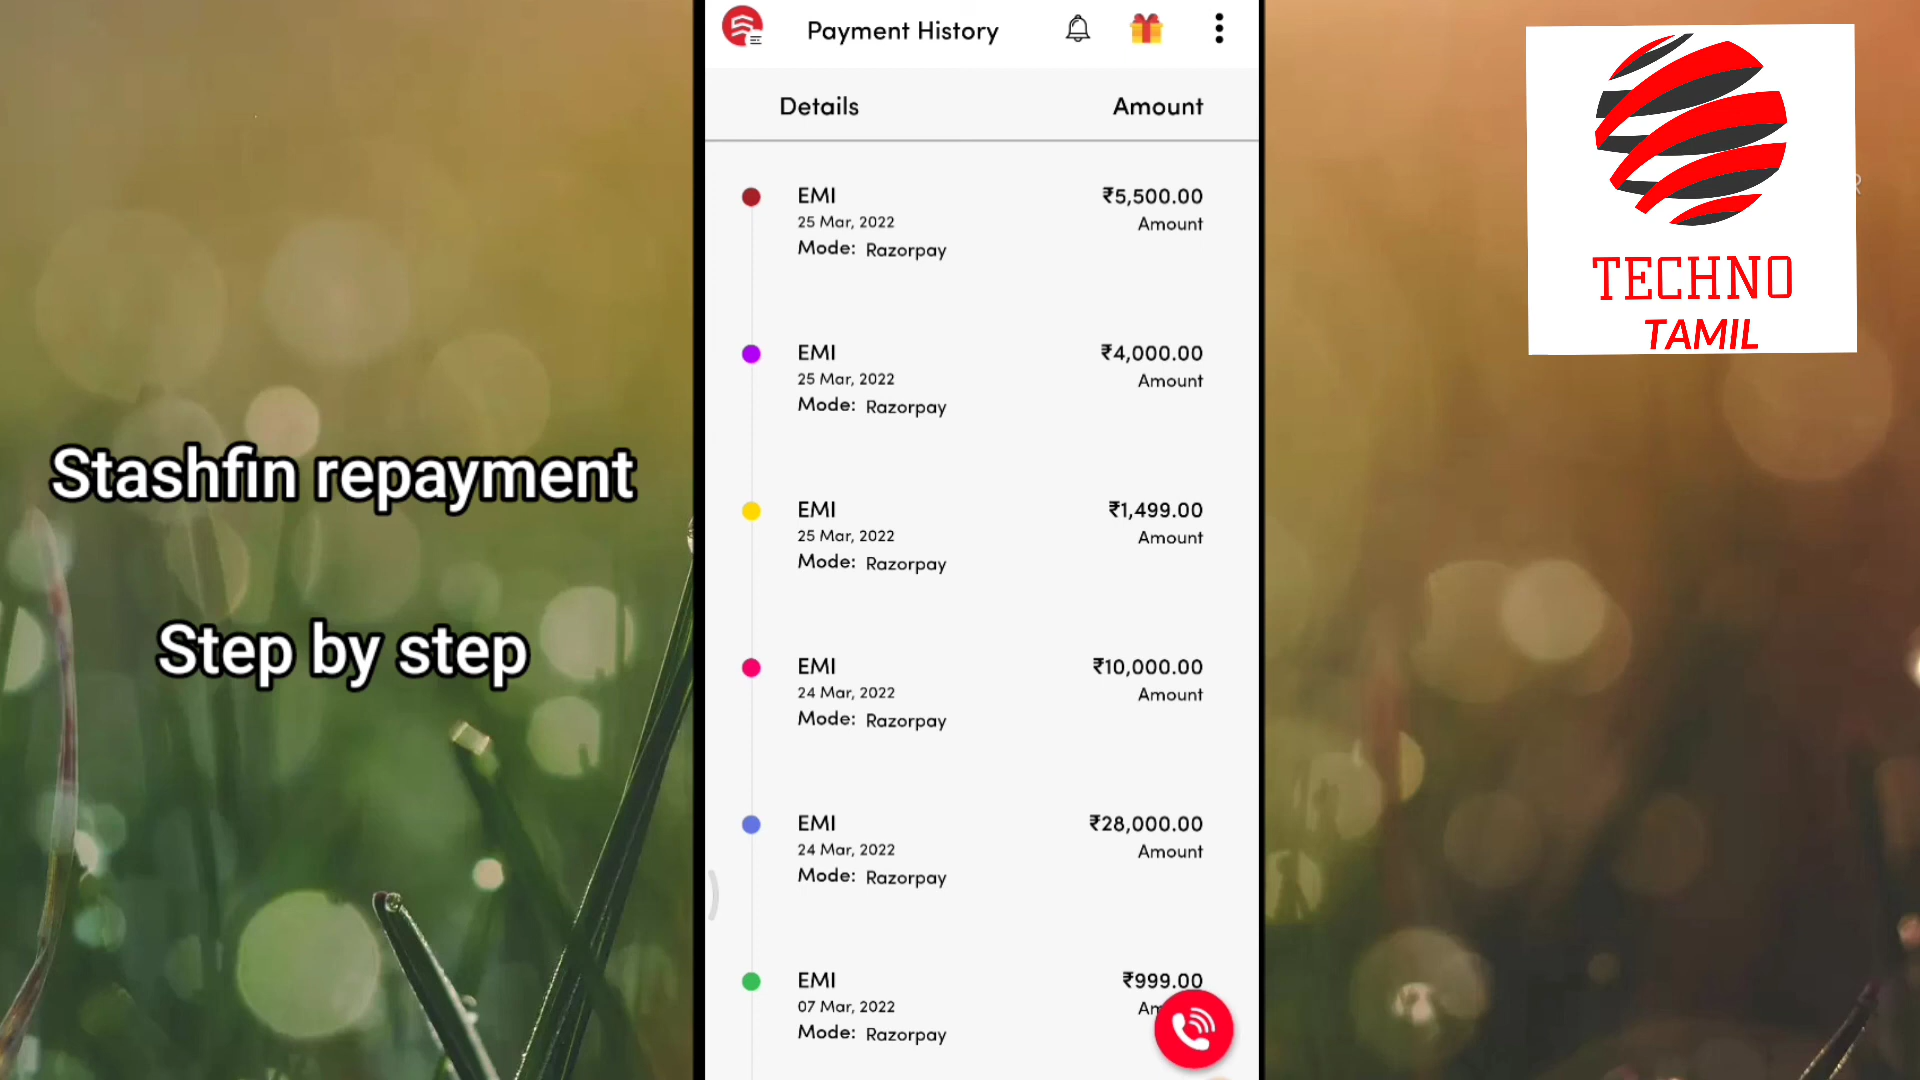 Payment History
Details Amount
EMI ₹5,500.00
25 Mar, 2022 Amount
Mode: Razorpay
EMI ₹4,000.00
25 Mar, 2022 Amount
Mode: Razorpay
EMI ₹1,499.00
25 Mar, 2022 Amount
Mode: Razorpay
EMI ₹10,000.00
24 Mar, 2022 Amount
Mode: Razorpay
EMI ₹28,000.00
24 Mar, 2022 Amount
Mode: Razorpay
EMI ₹999.00
07 Mar, 2022
Mode: Razorpay
Stashfin repayment
Step by step
TECHNO
TAMIL